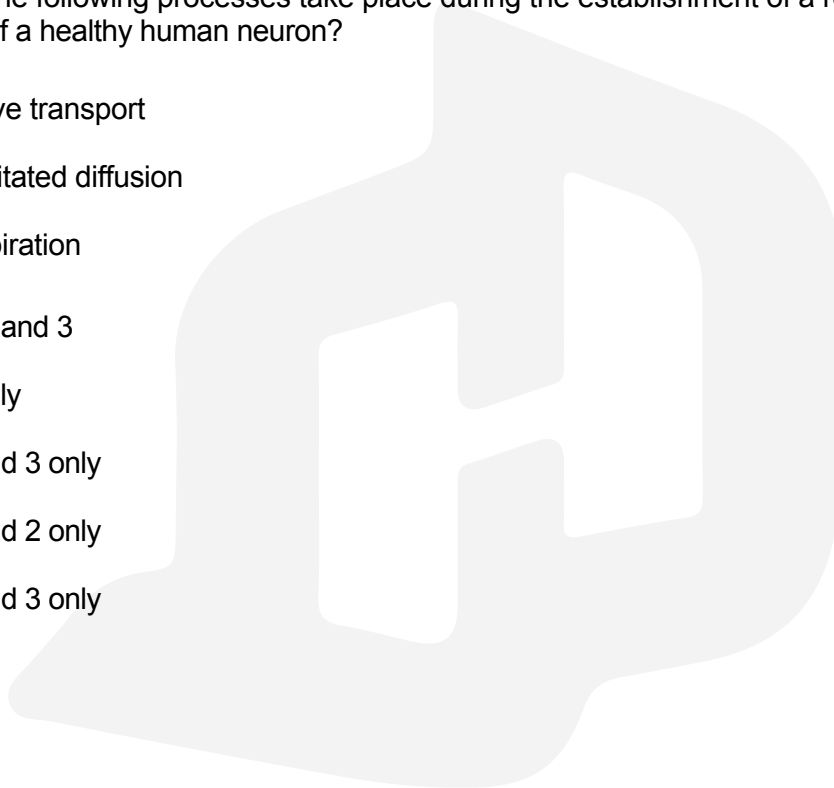 he following processes take place during the establishment of a
f a healthy human neuron?
ve transport
itated diffusion
piration
and 3
ly
d 3 only
d 2 only
d 3 only